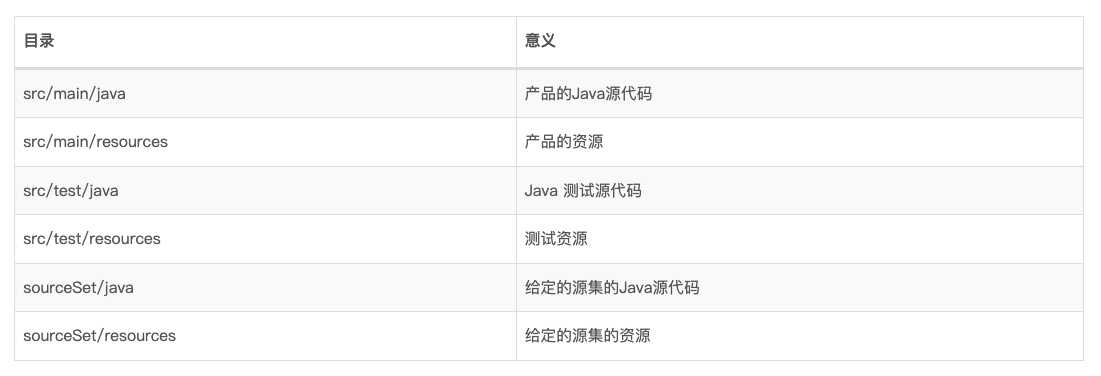 目录 意义
src/main/java 产品的Java源代码
src/main/resources 产品的资源
src/test/java Java 测试源代码
src/test/resources 测试资源
sourceSet/java 给定的源集的Java源代码
sourceSet/resources 给定的源集的资源